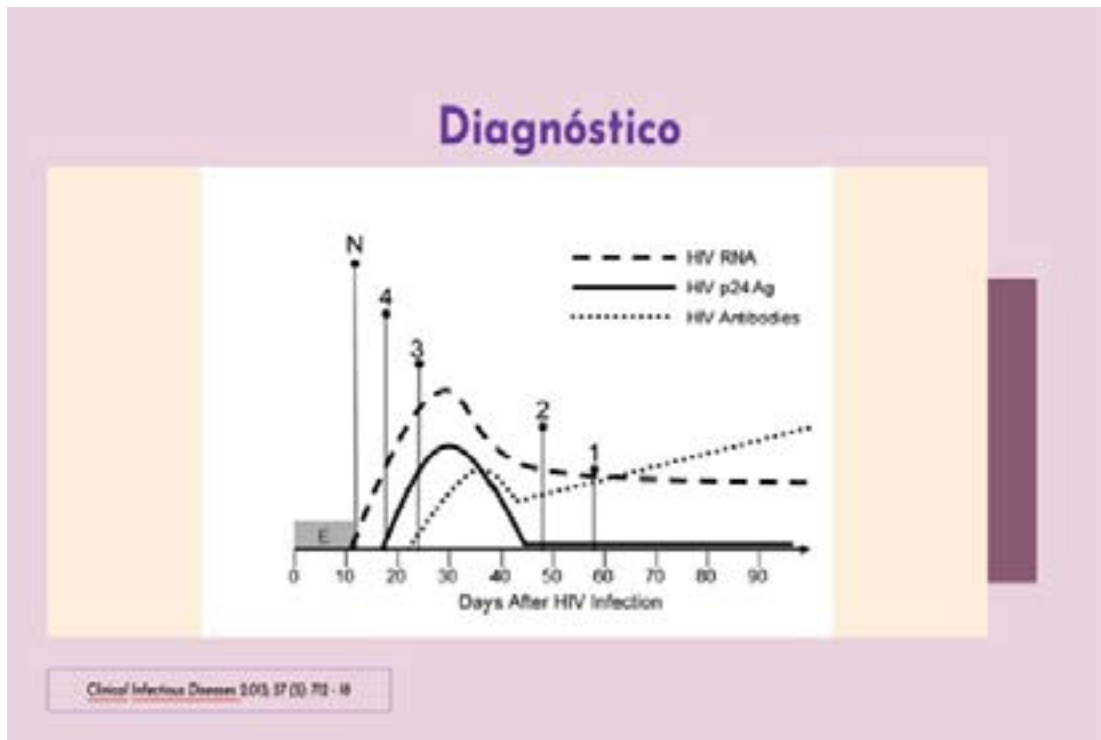 Diagnóstico
N
4
3
2
1
HIV RNA
HIV p24 Ag
HIV Antibodies
E
0 10 20 30 40 50 60 70 80 90
Days After HIV Infection
Clinical Infectious Diseases 2013; 57 (5): 712 - 18